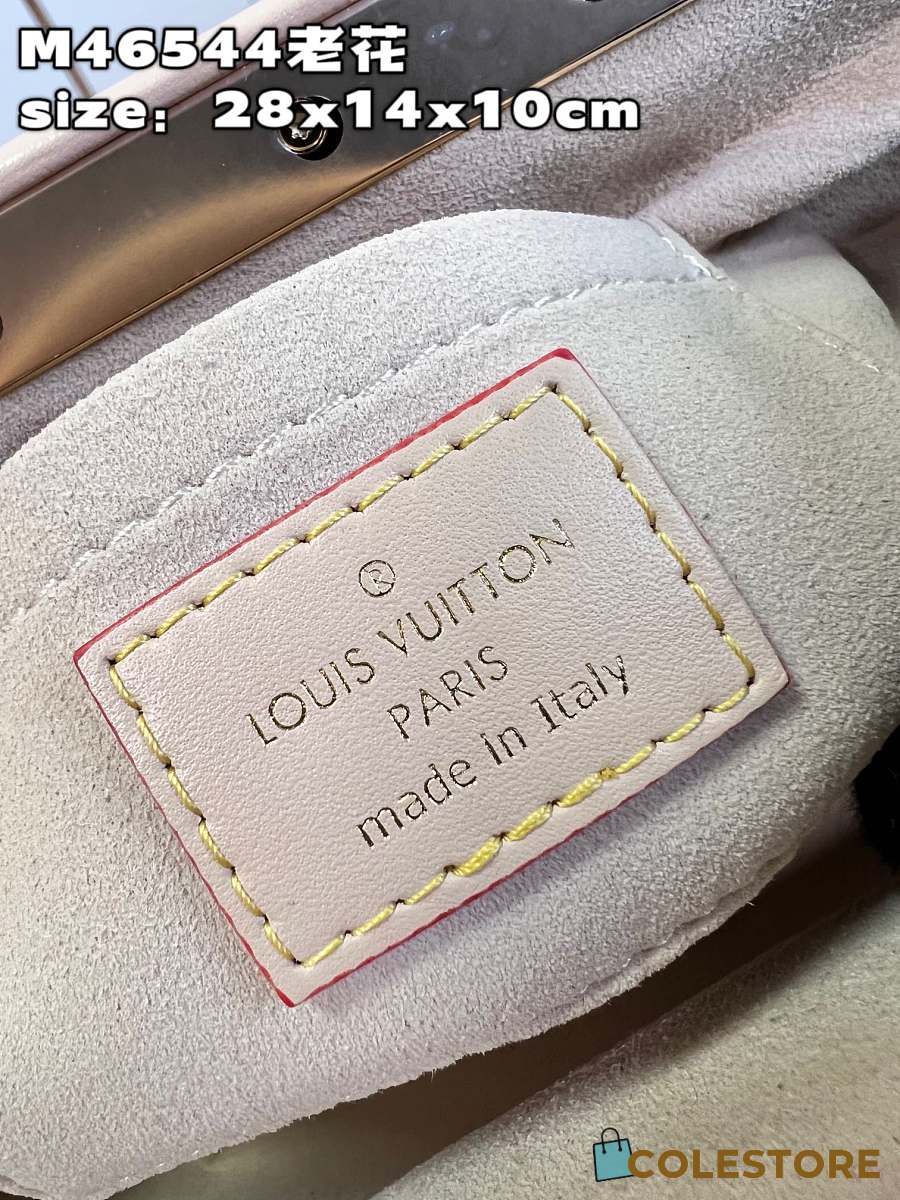 M46544老花
size：28x14x10cm
®
LOUIS VUITTON
PARIS
made in Italy
COLESTORE